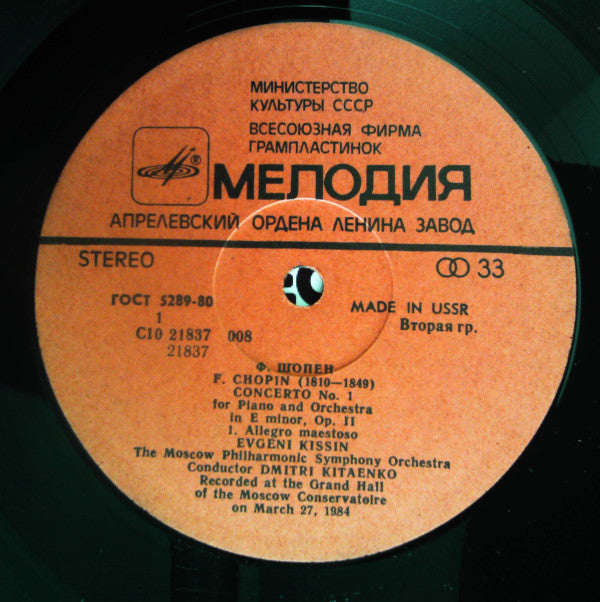 МИНИСТЕРСТВО
КУЛЬТУРЫ СССР
ВСЕСОЮЗНАЯ ФИРМА
ГРАМПЛАСТИНОК
®
МЕЛОДИЯ
АПРЕЛЕВСКИЙ ОРДЕНА ЛЕНИНА ЗАВОД
STEREO
33
ГОСТ 5289-80
MADE IN USSR
1
Вторая гр.
С10 21837 008
21837
Ф. ШОПЕН
F. CHOPIN (1810—1849)
CONCERTO No. 1
for Piano and Orchestra
in E minor, Op. II
1. Allegro maestoso
EVGENI KISSIN
The Moscow Philharmonic Symphony Orchestra
Conductor DMITRI KITAENKO
Recorded at the Grand Hall
of the Moscow Conservatoire
on March 27, 1984